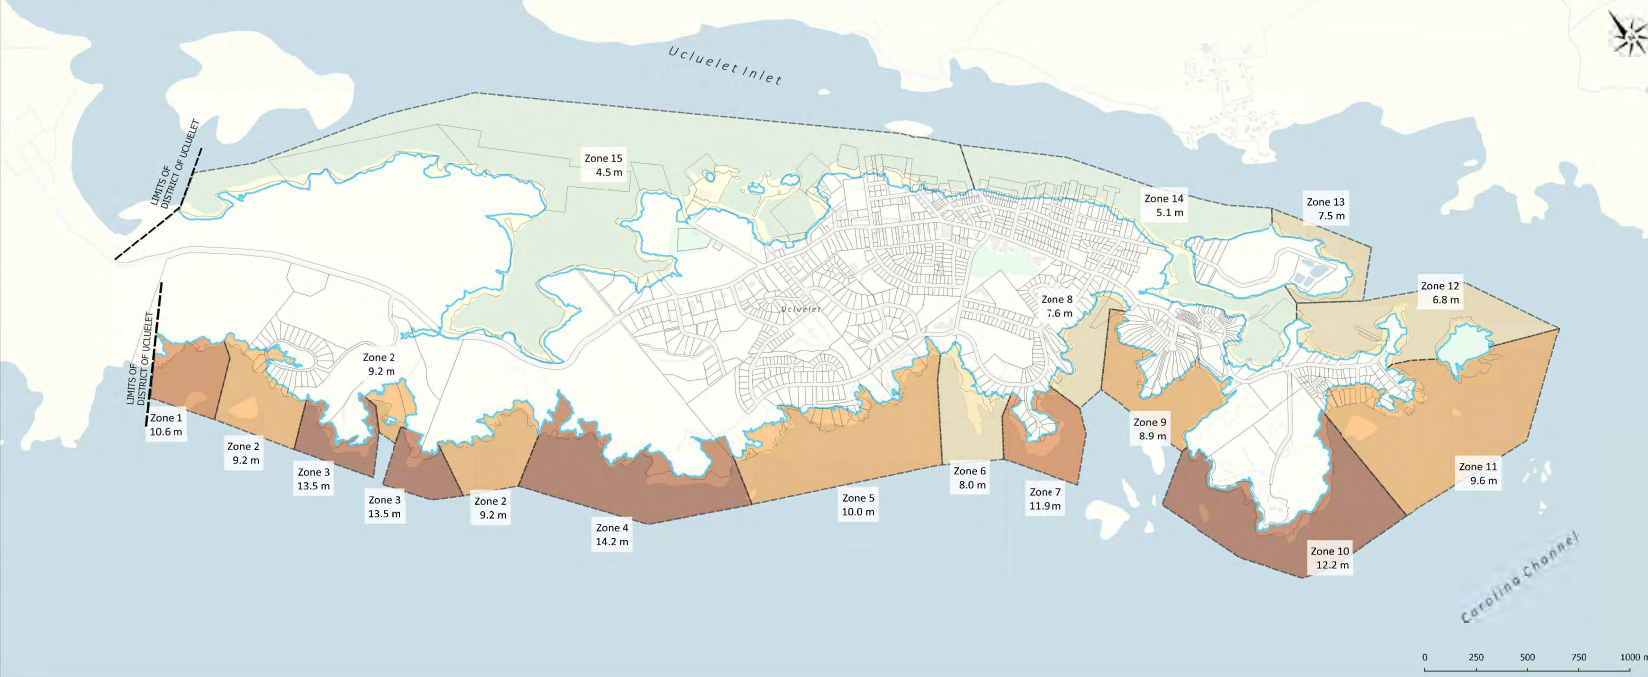 Ucluelet Inlet
LIMITS OF
DISTRICT OF UCLUELET
Zone 15
4.5 m
Zone 14
5.1 m
Zone 13
7.5 m
Zone 12
6.8 m
Zone 8
7.6 m
Ucluelet
LIMITS OF
DISTRICT OF UCLUELET
Zone 2
9.2 m
Zone 1
10.6 m
Zone 2
9.2 m
Zone 3
13.5 m
Zone 3
13.5 m
Zone 2
9.2 m
Zone 4
14.2 m
Zone 5
10.0 m
Zone 6
8.0 m
Zone 7
11.9 m
Zone 9
8.9 m
Zone 11
9.6 m
Zone 10
12.2 m
Carolina Channel
0 250 500 750 1000 m